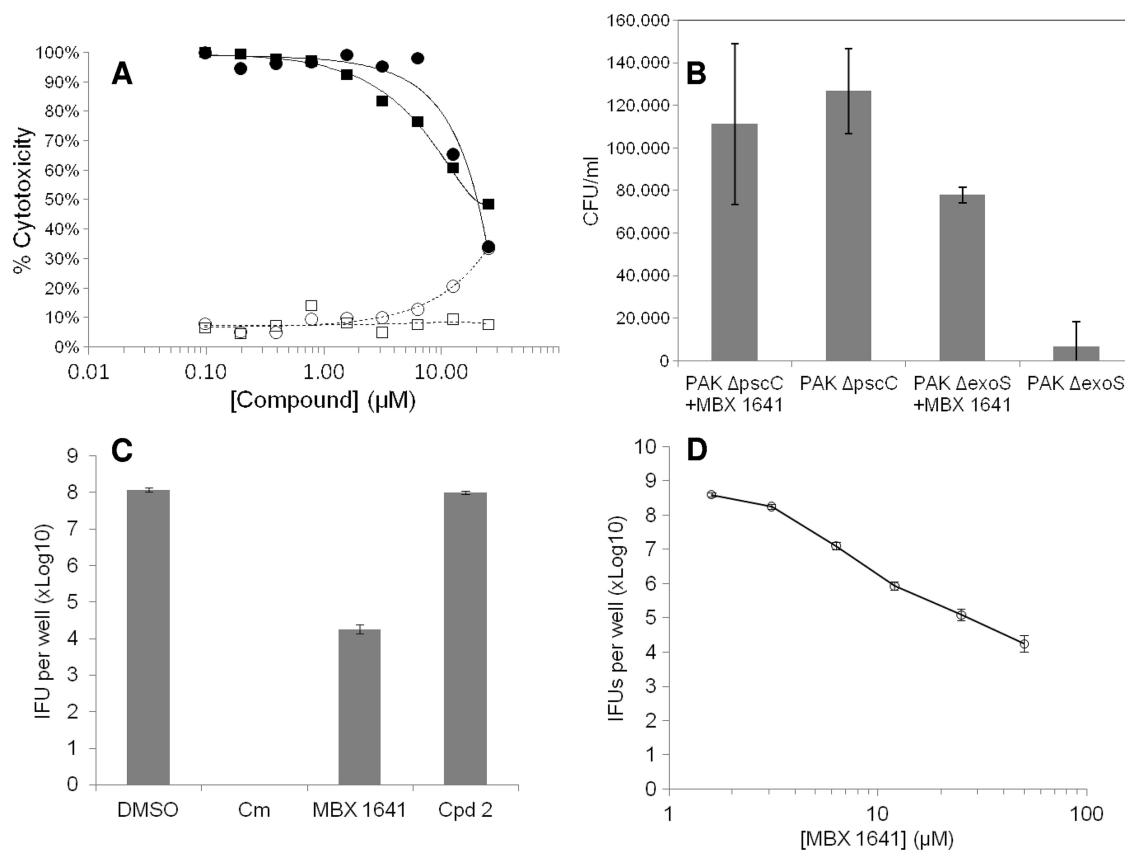 A
100%
90%
80%
70%
60%
50%
40%
30%
20%
10%
0%
% Cytotoxicity
0.01
0.10
1.00
10.00
[Compound] (µM)
B
160.000
140.000
120.000
100.000
80.000
60.000
40.000
20.000
0
CFU/ml
PAK ΔpscC
+MBX 1641
PAK ΔpscC
PAK ΔexoS
+MBX 1641
PAK ΔexoS
C
9
8
7
6
5
4
3
2
1
0
IFU per well (xLog10)
DMSO
Cm
MBX 1641
Cpd 2
D
10
9
8
7
6
5
4
3
2
1
0
IFUs per well (xLog10)
1
10
100
[MBX 1641] (µM)